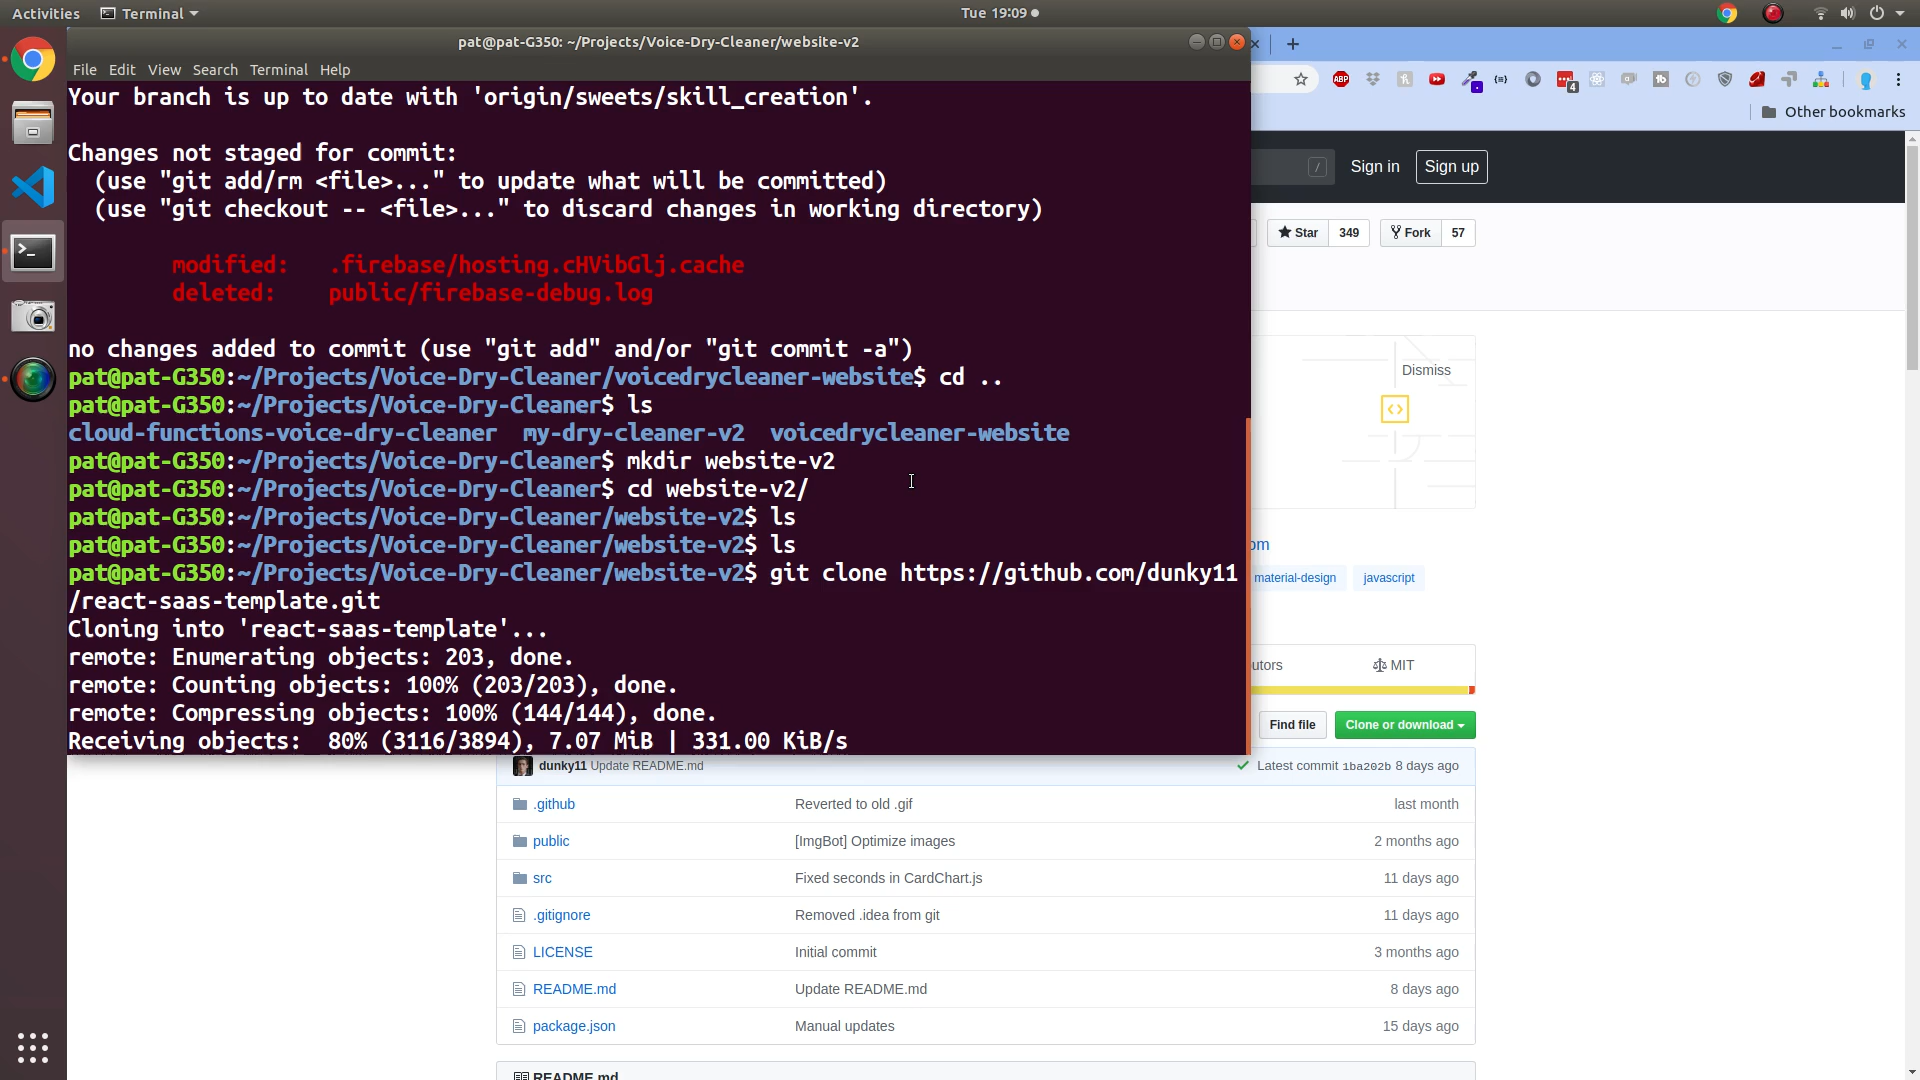 Activities Terminal Tue 19:09
pat@pat-G350: ~/Projects/Voice-Dry-Cleaner/website-v2
File Edit View Search Terminal Help
Your branch is up to date with 'origin/sweets/skill_creation'.
Changes not staged for commit:
(use "git add/rm <file>..." to update what will be committed)
(use "git checkout -- <file>..." to discard changes in working directory)
modified: .firebase/hosting.cHVibGlj.cache
deleted: public/firebase-debug.log
no changes added to commit (use "git add" and/or "git commit -a")
pat@pat-G350:~/Projects/Voice-Dry-Cleaner/voicedrycleaner-website$ cd ..
pat@pat-G350:~/Projects/Voice-Dry-Cleaner$ ls
cloud-functions-voice-dry-cleaner my-dry-cleaner-v2 voicedrycleaner-website
pat@pat-G350:~/Projects/Voice-Dry-Cleaner$ mkdir website-v2
pat@pat-G350:~/Projects/Voice-Dry-Cleaner$ cd website-v2/
pat@pat-G350:~/Projects/Voice-Dry-Cleaner/website-v2$ ls
pat@pat-G350:~/Projects/Voice-Dry-Cleaner/website-v2$ ls
pat@pat-G350:~/Projects/Voice-Dry-Cleaner/website-v2$ git clone https://github.com/dunky11
/react-saas-template.git
Cloning into 'react-saas-template'...
remote: Enumerating objects: 203, done.
remote: Counting objects: 100% (203/203), done.
remote: Compressing objects: 100% (144/144), done.
Receiving objects: 80% (3116/3894), 7.07 MiB | 331.00 KiB/s
ABP
4
Other bookmarks
/ Sign in Sign up
Star 349 Fork 57
Dismiss
om
material-design javascript
utors MIT
Find file Clone or download
dunky11 Update README.md Latest commit 1ba202b 8 days ago
.github Reverted to old .gif last month
public [ImgBot] Optimize images 2 months ago
src Fixed seconds in CardChart.js 11 days ago
.gitignore Removed .idea from git 11 days ago
LICENSE Initial commit 3 months ago
README.md Update README.md 8 days ago
package.json Manual updates 15 days ago
README.md